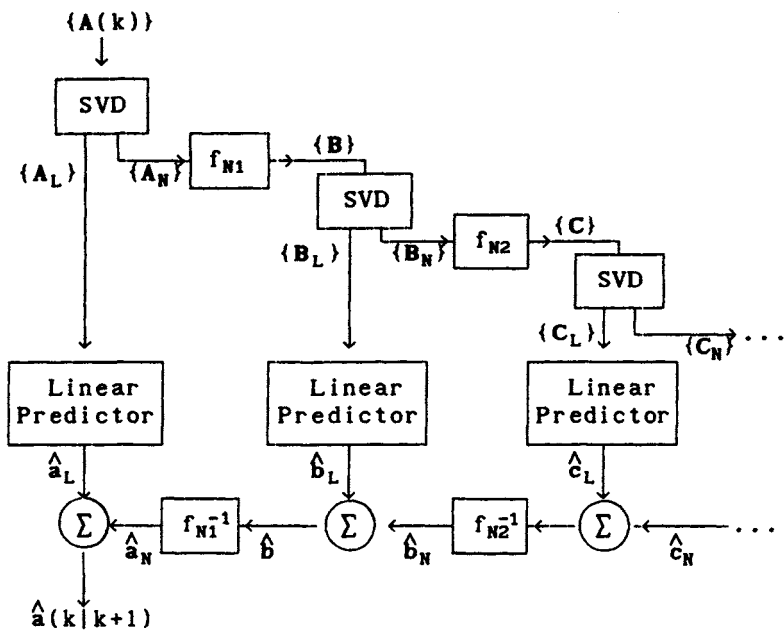 {A(k)}
SVD
{A_L} {A_N} f_N1 {B}
SVD
{B_L} {B_N} f_N2 {C}
SVD
{C_L} {C_N} ...
Linear Predictor
Linear Predictor
Linear Predictor
â_L b̂_L ĉ_L
Σ â_N f_N1^-1 b̂ Σ b̂_N f_N2^-1 Σ ĉ_N ...
â(k|k+1)